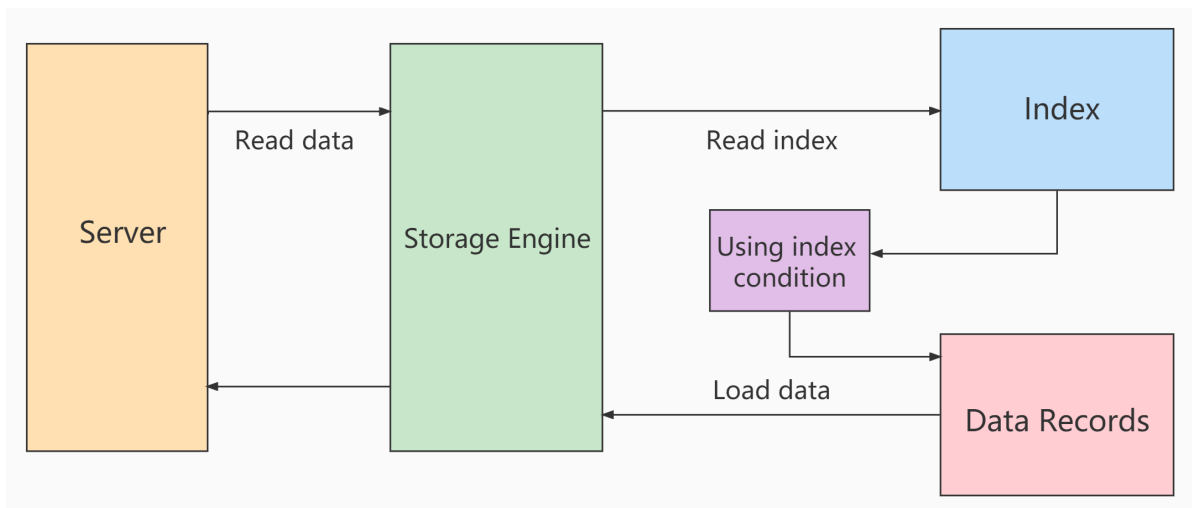 Server
Read data
Storage Engine
Read index
Index
Using index
condition
Load data
Data Records